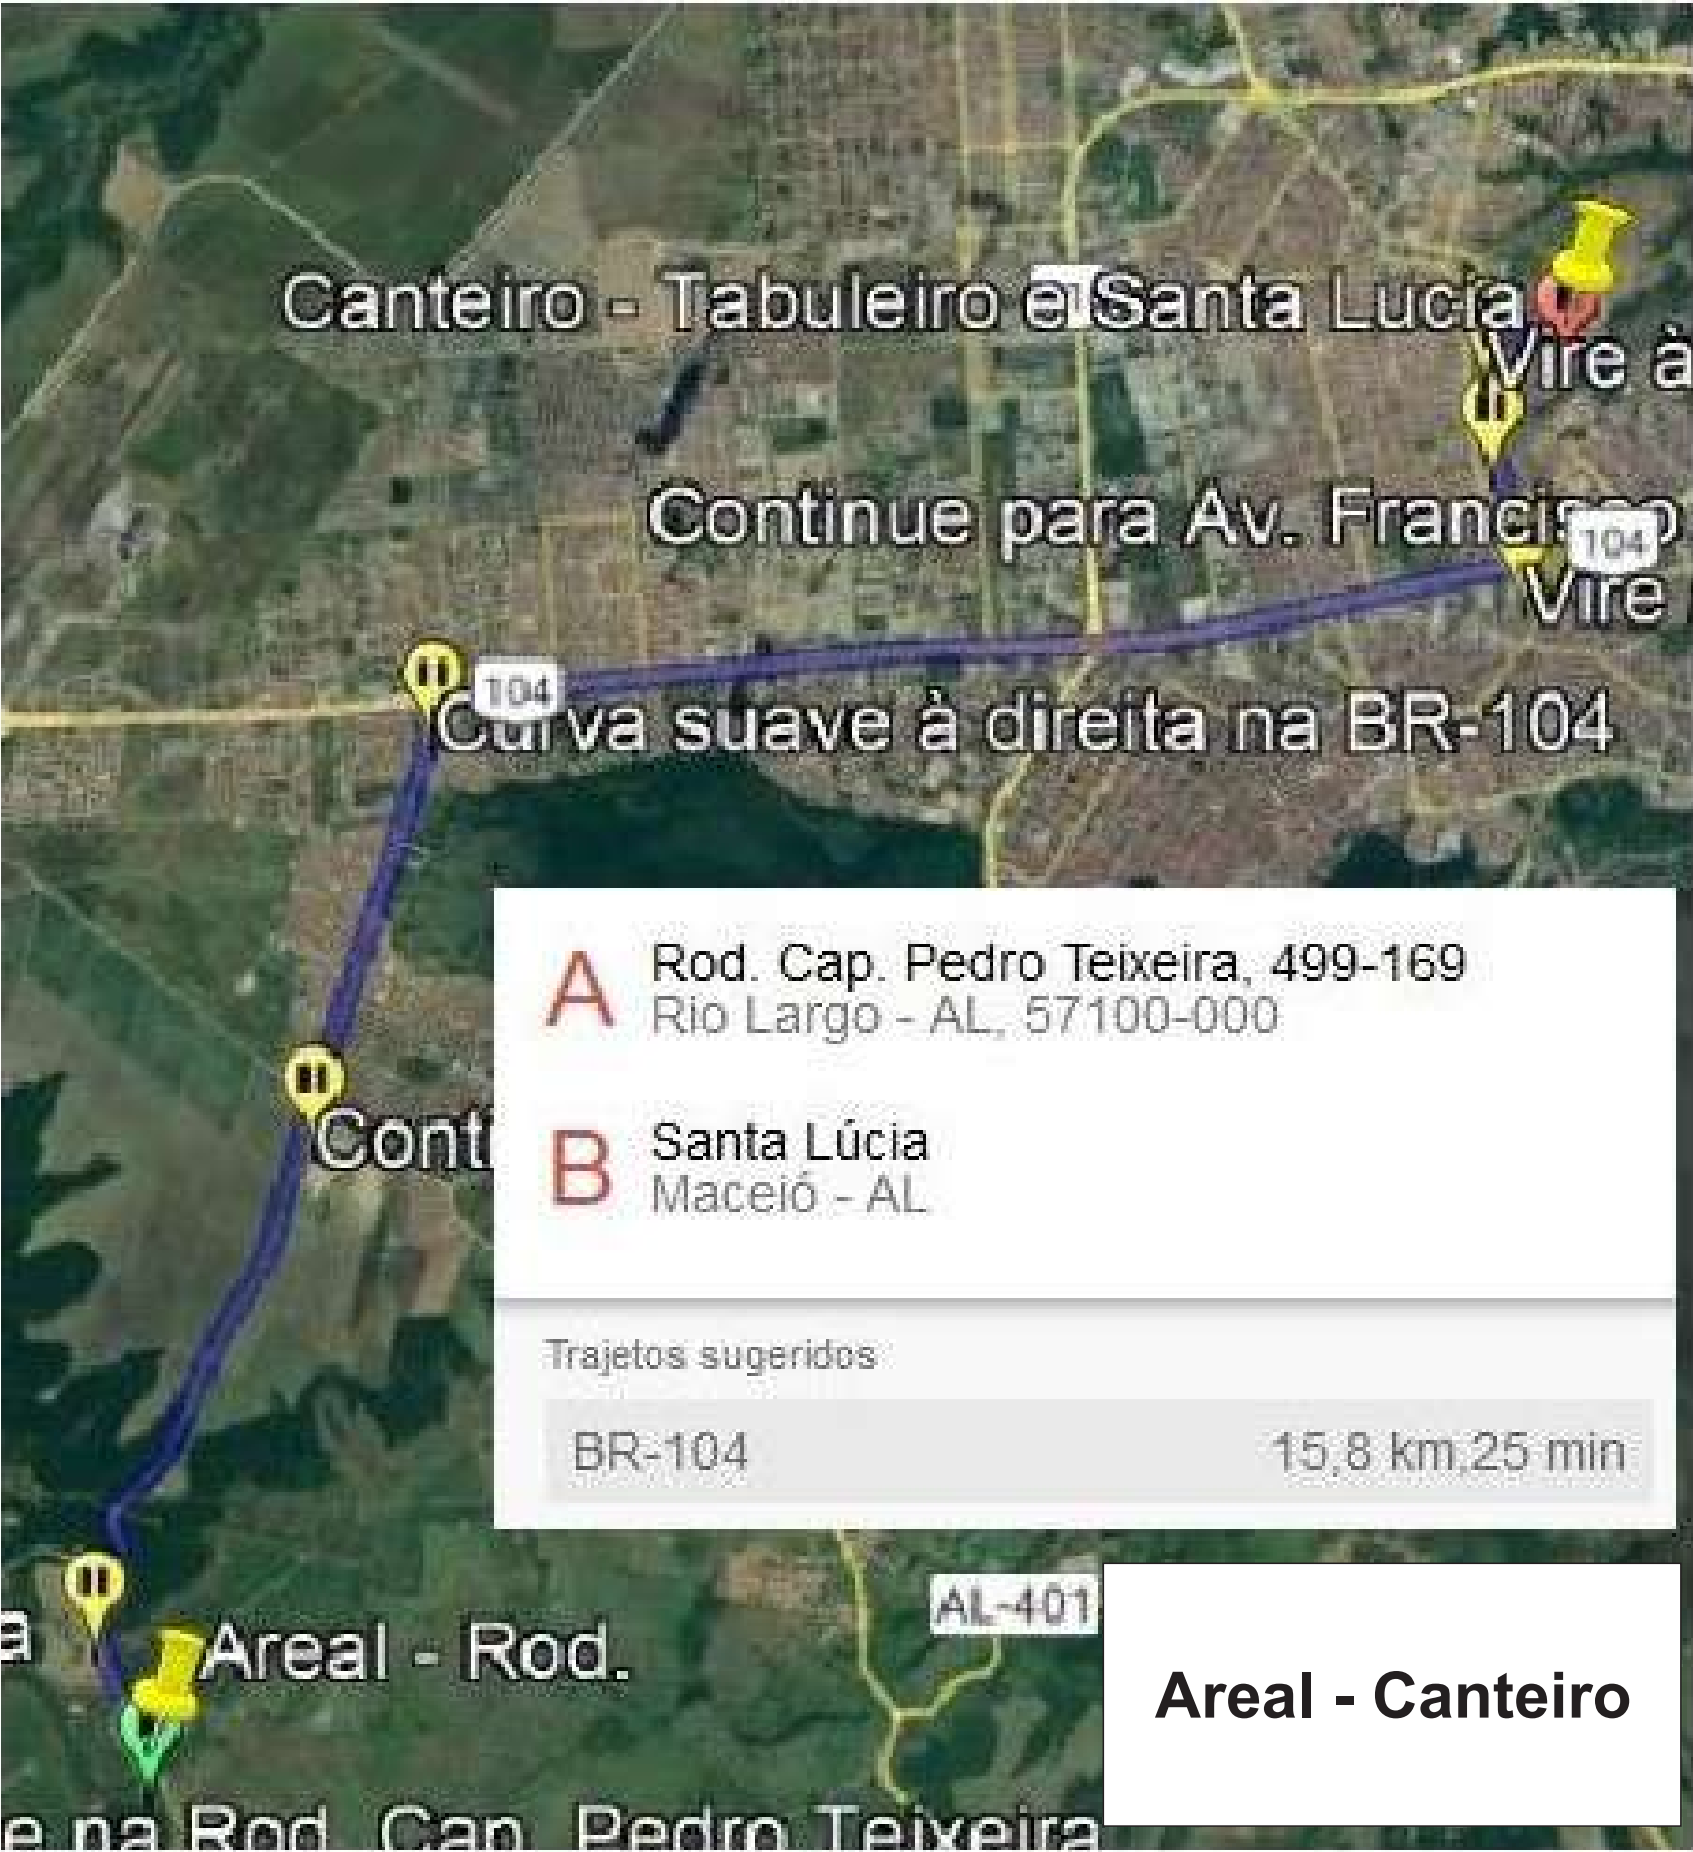 Canteiro - Tabuleiro e Santa Lucia
Vire à
Continue para Av. Francisco
104
Vire
104
Curva suave à direita na BR-104
A Rod. Cap. Pedro Teixeira, 499-169
Rio Largo - AL, 57100-000
B Santa Lúcia
Maceió - AL
Conti
Trajetos sugeridos
BR-104 15,8 km,25 min
AL-401
a
Areal - Rod.
Areal - Canteiro
e na Rod. Cap. Pedro Teixeira